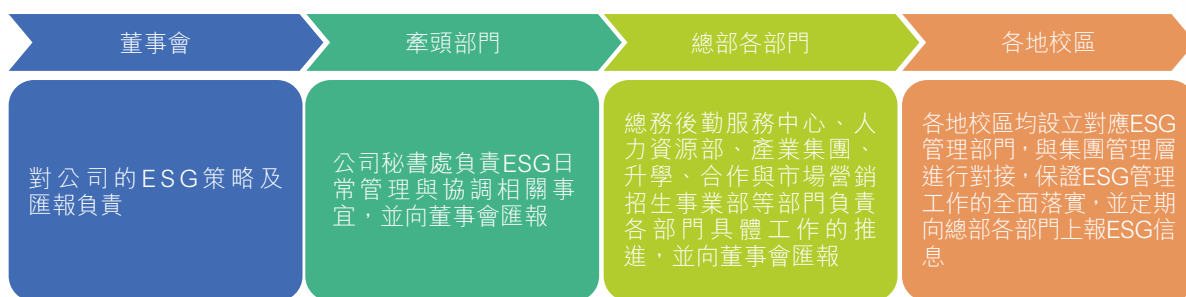 董事會
牽頭部門
總部各部門
各地校區
對公司的ESG策略及
匯報負責
公司秘書處負責ESG日
常管理與協調相關事
宜，並向董事會匯報
總務後勤服務中心、人
力資源部、產業集團、
升學、合作與市場營銷
招生事業部等部門負責
各部門具體工作的推
進，並向董事會匯報
各地校區均設立對應ESG
管理部門，與集團管理層
進行對接，保證ESG管理
工作的全面落實，並定期
向總部各部門上報ESG信
息